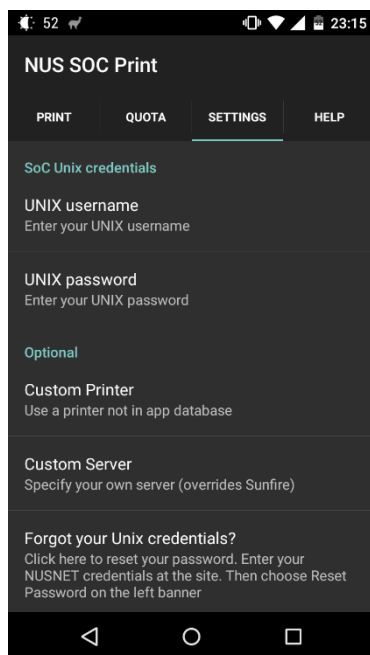 52 23:15
NUS SOC Print
PRINT QUOTA SETTINGS HELP
SoC Unix credentials
UNIX username
Enter your UNIX username
UNIX password
Enter your UNIX password
Optional
Custom Printer
Use a printer not in app database
Custom Server
Specify your own server (overrides Sunfire)
Forgot your Unix credentials?
Click here to reset your password. Enter your
NUSNET credentials at the site. Then choose Reset
Password on the left banner